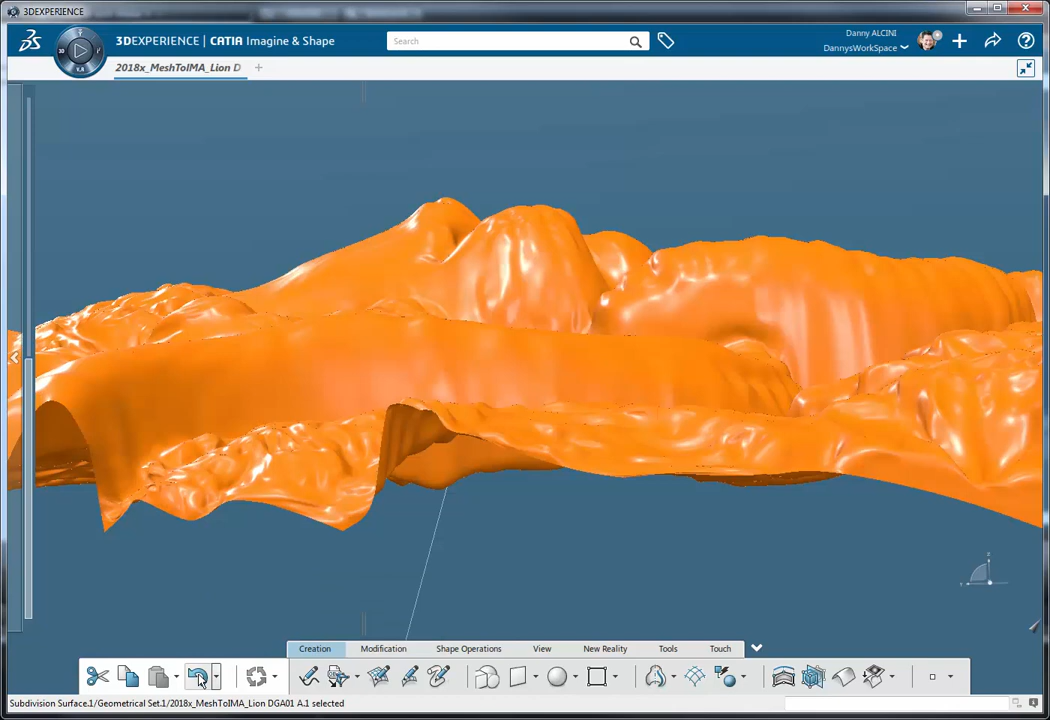 3DEXPERIENCE
3DEXPERIENCE | CATIA Imagine & Shape
Search
Danny ALCINI
DannysWorkSpace
3D
V.R
2018x_MeshToIMA_Lion D
Creation
Modification
Shape Operations
View
New Reality
Tools
Touch
Subdivision Surface.1/Geometrical Set.1/2018x_MeshToIMA_Lion DGA01 A.1 selected